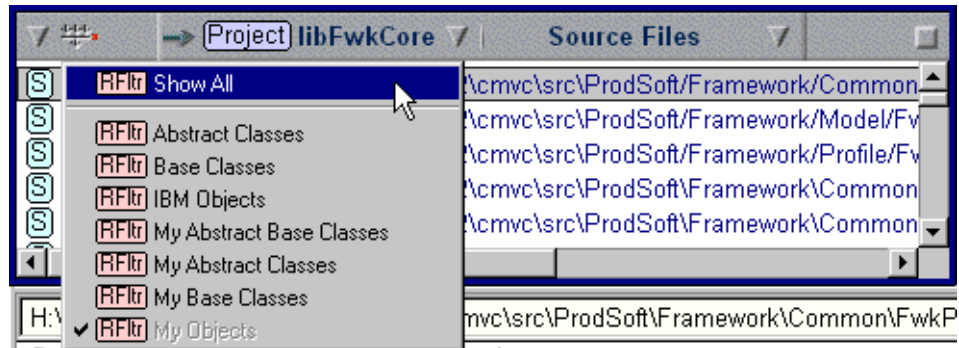 Project libFwkCore Source Files
S RFltr Show All \cmvc\src\ProdSoft/Framework/Common
S \cmvc\src\ProdSoft/Framework/Model/Fw
RFltr Abstract Classes
S RFltr Base Classes \cmvc\src\ProdSoft/Framework/Profile/Fw
S RFltr IBM Objects \cmvc\src\ProdSoft\Framework\Common
S RFltr My Abstract Base Classes \cmvc\src\ProdSoft\Framework\Common
RFltr My Abstract Classes
RFltr My Base Classes
H:\ mvc\src\ProdSoft\Framework\Common\FwkP
RFltr My Objects